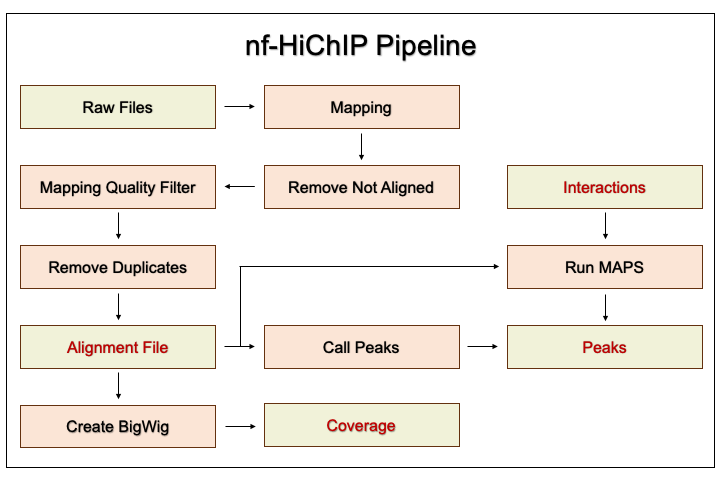 nf-HiChIP Pipeline
Raw Files
Mapping
Mapping Quality Filter
Remove Not Aligned
Interactions
Remove Duplicates
Run MAPS
Alignment File
Call Peaks
Peaks
Create BigWig
Coverage